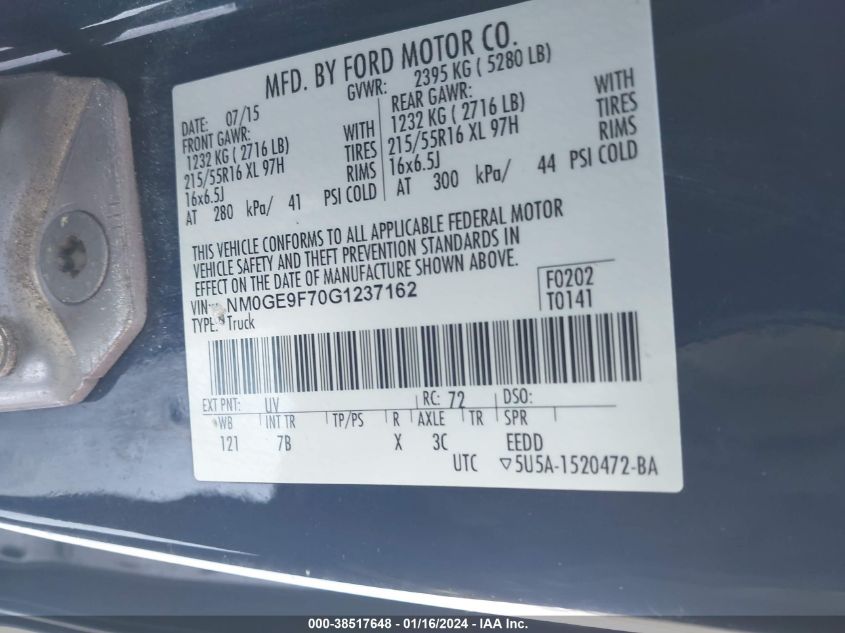 MFD. BY FORD MOTOR CO.
DATE: 07/15 GVWR: 2395 KG ( 5280 LB)
FRONT GAWR: REAR GAWR:
1232 KG ( 2716 LB) WITH 1232 KG ( 2716 LB) WITH
215/55R16 XL 97H TIRES 215/55R16 XL 97H TIRES
16x6.5J RIMS 16x6.5J RIMS
AT 280 kPa/ 41 PSI COLD AT 300 kPa/ 44 PSI COLD
THIS VEHICLE CONFORMS TO ALL APPLICABLE FEDERAL MOTOR
VEHICLE SAFETY AND THEFT PREVENTION STANDARDS IN
EFFECT ON THE DATE OF MANUFACTURE SHOWN ABOVE.
VIN: NM0GE9F70G1237162 F0202
TYPE: Truck T0141
EXT PNT: UV RC: 72 DSO:
WB INT TR TP/PS R AXLE TR SPR
121 7B X 3C EEDD
UTC ▽5U5A-1520472-BA
000-38517648 - 01/16/2024 - IAA Inc.